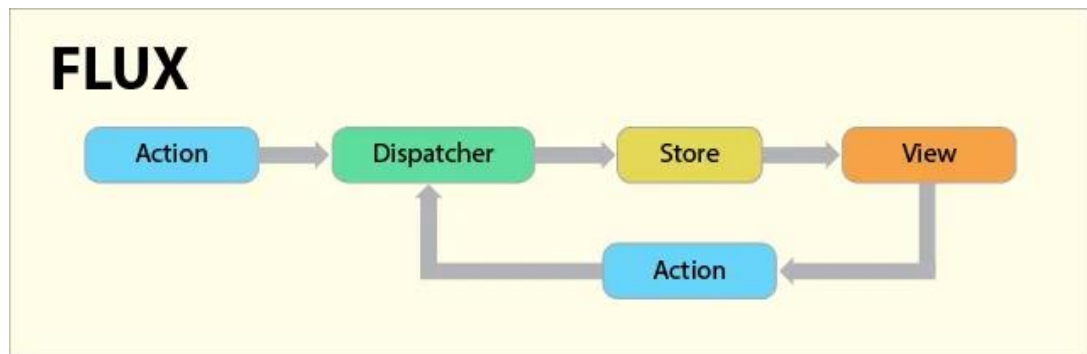 FLUX
Action
Dispatcher
Store
View
Action